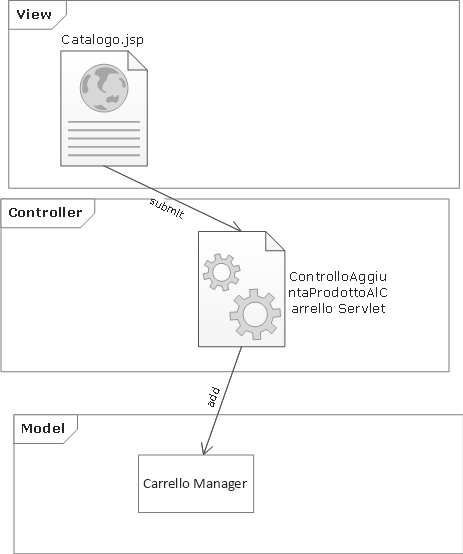 View
Catalogo.jsp
submit
Controller
ControlloAggiu
ntaProdottoAlC
arrello Servlet
add
Model
Carrello Manager